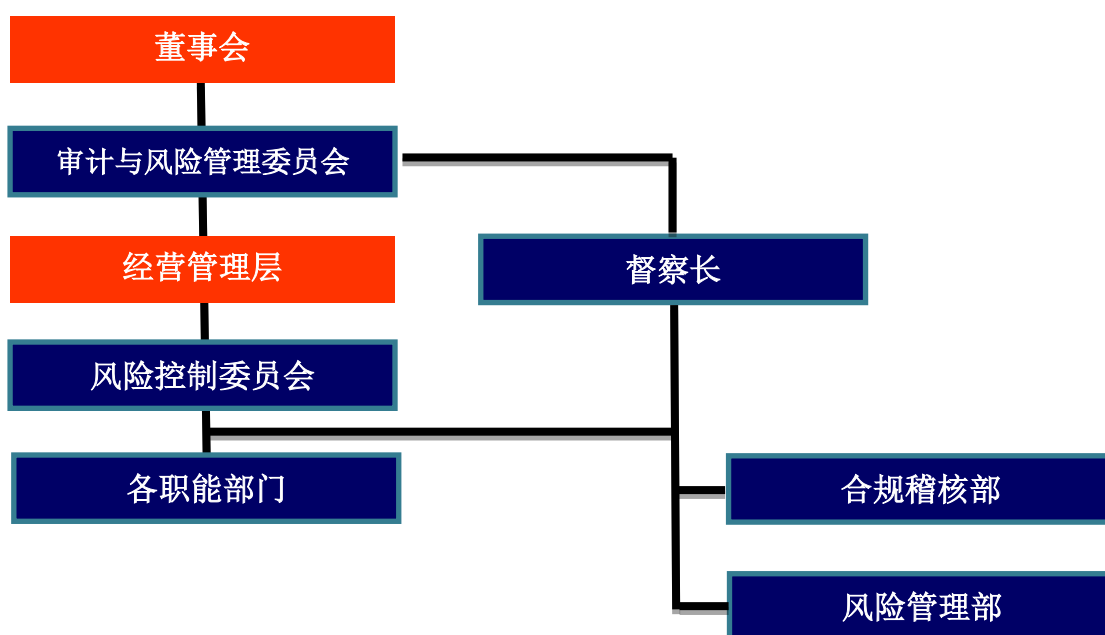 董事会
审计与风险管理委员会
经营管理层
督察长
风险控制委员会
各职能部门
合规稽核部
风险管理部